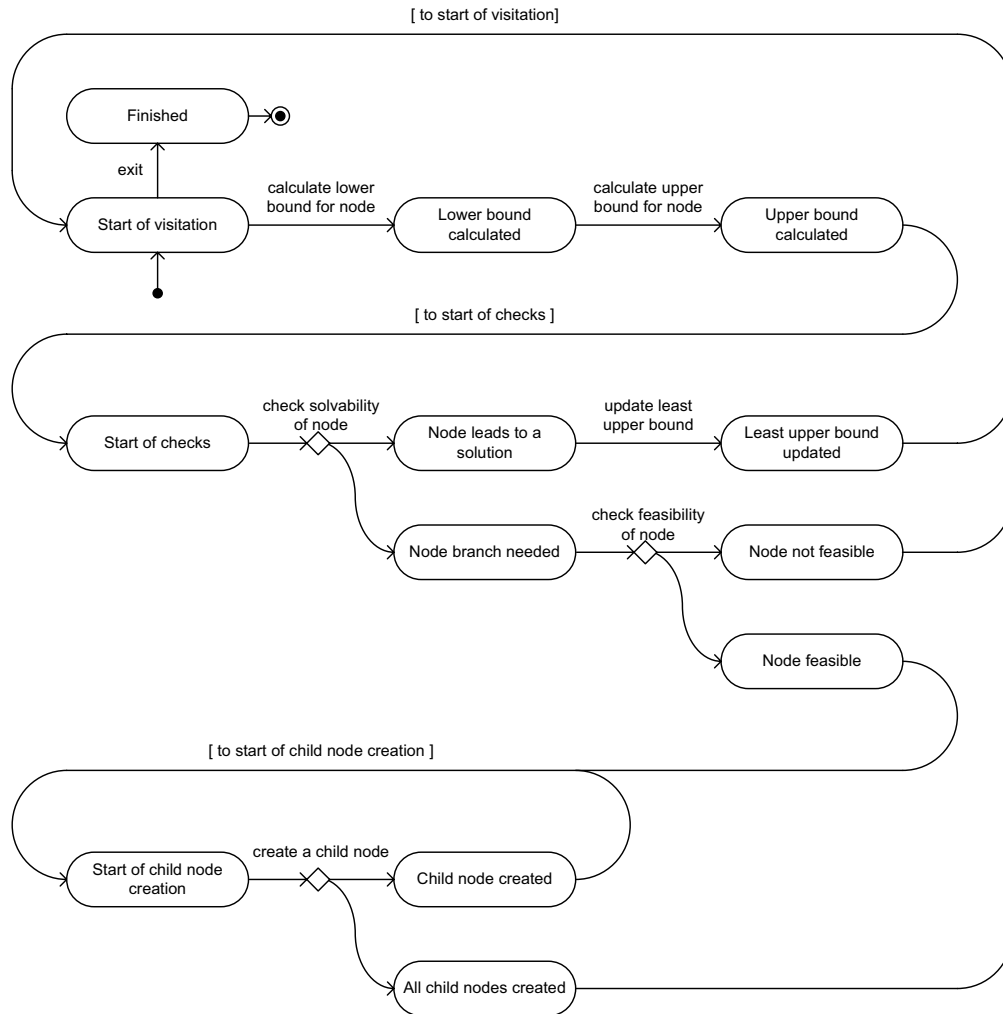 [ to start of visitation]
Finished
exit
Start of visitation
calculate lower
bound for node
Lower bound
calculated
calculate upper
bound for node
Upper bound
calculated
[ to start of checks ]
Start of checks
check solvability
of node
Node leads to a
solution
update least
upper bound
Least upper bound
updated
Node branch needed
check feasibility
of node
Node not feasible
Node feasible
[ to start of child node creation ]
Start of child node
creation
create a child node
Child node created
All child nodes created